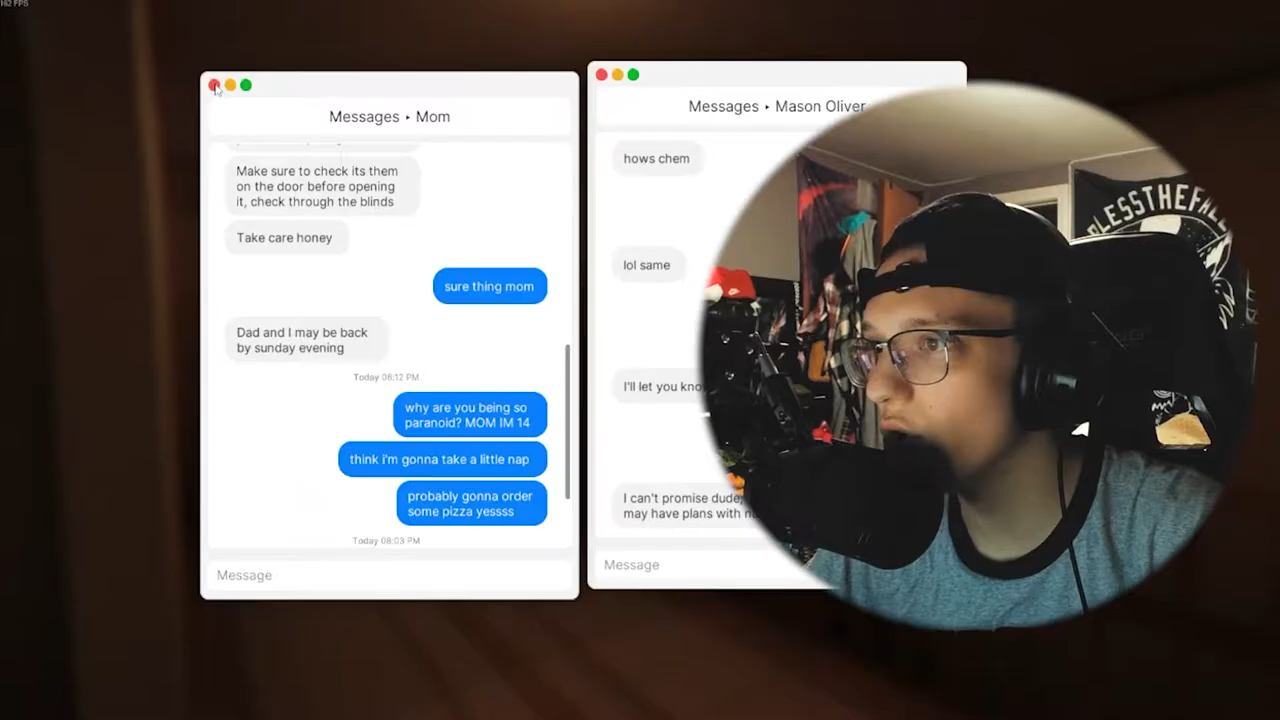 162 FPS
Messages ‣ Mom
Make sure to check its them
on the door before opening
it, check through the blinds
Take care honey
sure thing mom
Dad and I may be back
by sunday evening
Today 06:12 PM
why are you being so
paranoid? MOM IM 14
think i'm gonna take a little nap
probably gonna order
some pizza yessss
Today 08:03 PM
Message
Messages ‣ Mason Oliver
hows chem
lol same
I'll let you
I can't promise dude,
may have plans with
Message
BLESSTHEFALL